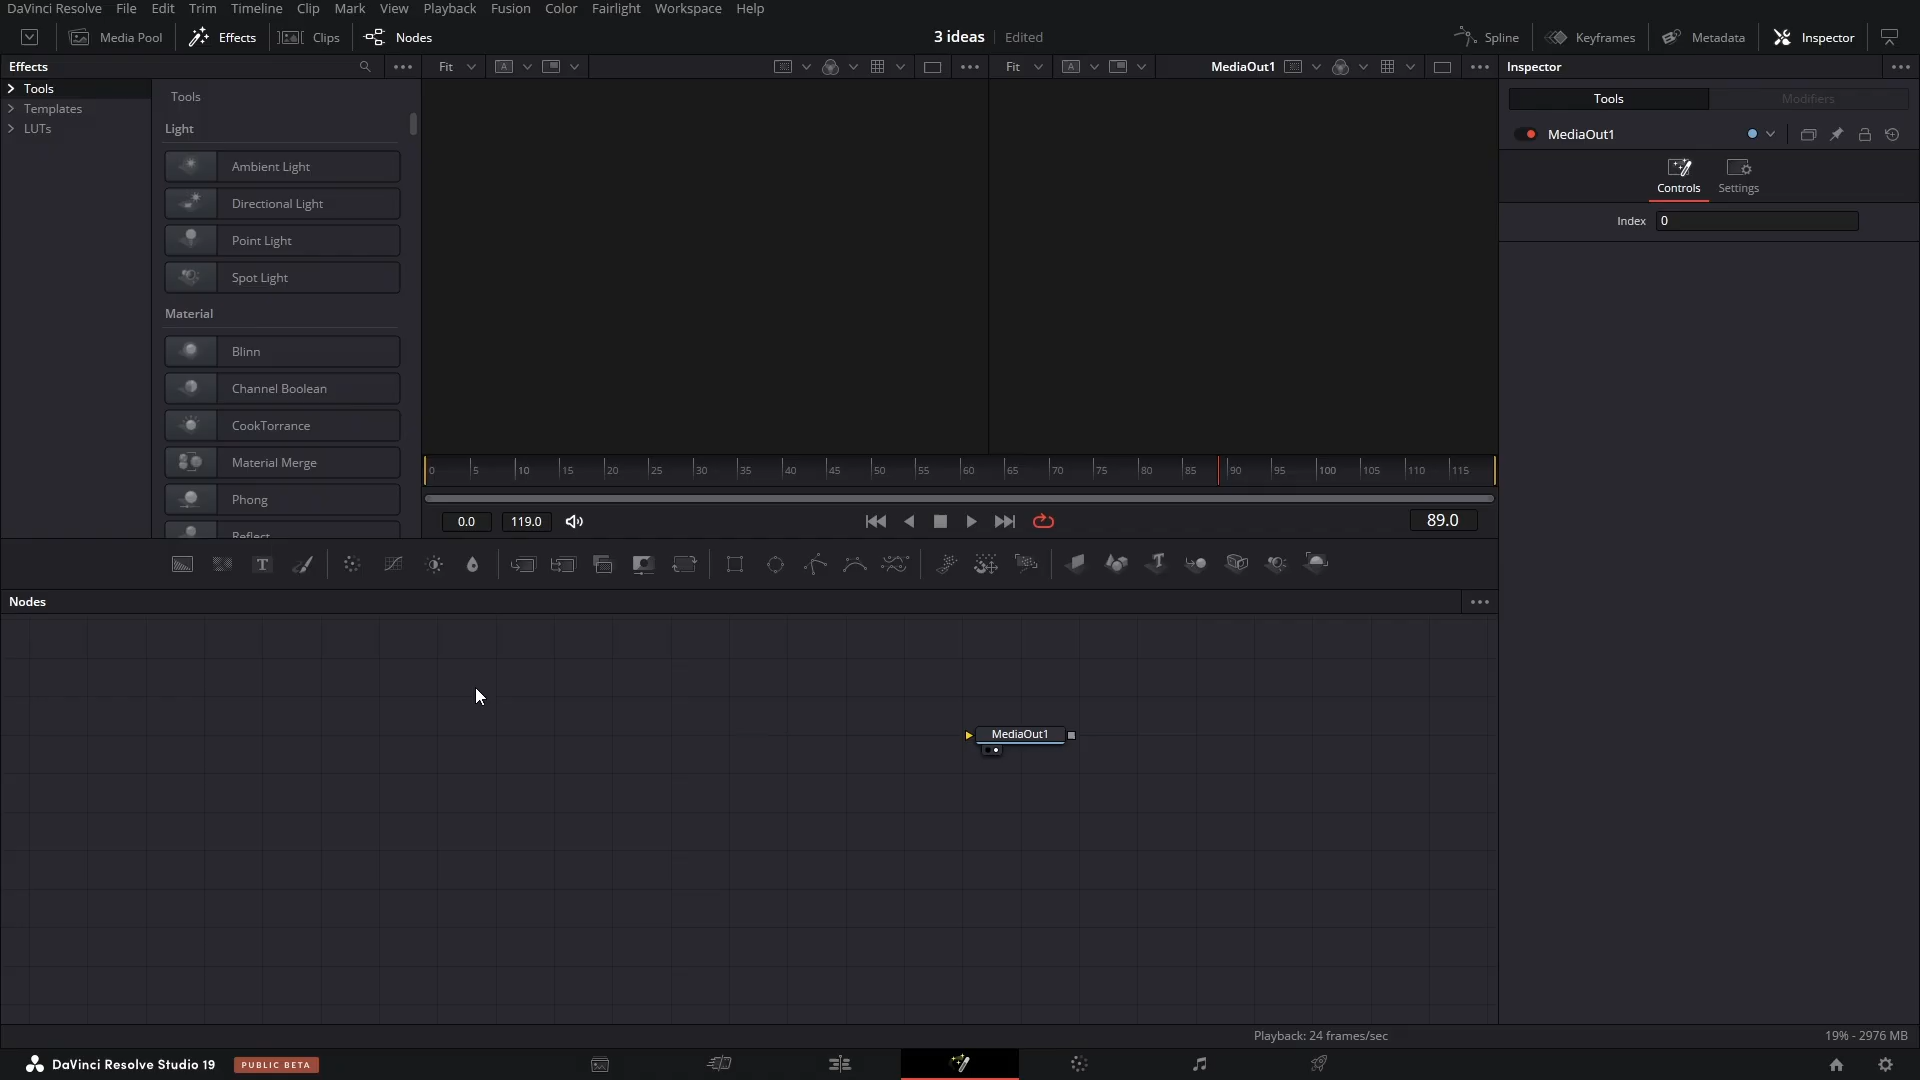 DaVinci Resolve File Edit Trim Timeline Clip Mark View Playback Fusion Color Fairlight Workspace Help
Media Pool Effects Clips Nodes 3 ideas Edited Spline Keyframes Metadata Inspector
Effects Fit A Fit A MediaOut1 Inspector
Tools
Templates
LUTs
Tools
Light
Ambient Light
Directional Light
Point Light
Spot Light
Material
Blinn
Channel Boolean
CookTorrance
Material Merge
Phong
Reflect
0 5 10 15 20 25 30 35 40 45 50 55 60 65 70 75 80 85 90 95 100 105 110 115
0.0 119.0 89.0
Tools Modifiers
MediaOut1
Controls Settings
Index 0
T T
Nodes
MediaOut1
Playback: 24 frames/sec 19% - 2976 MB
DaVinci Resolve Studio 19 PUBLIC BETA